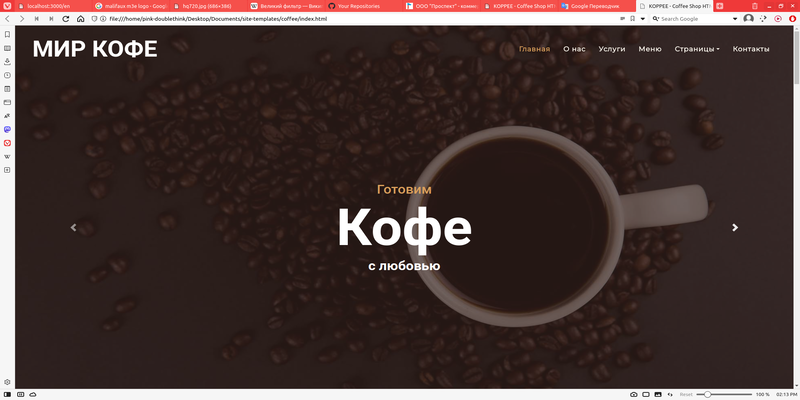 localhost:3000/en
malifaux m3e logo - Goog
hq720.jpg (686×386)
Великий фильтр — Вики
Your Repositories
ООО "Проспект" - комме
KOPPEE - Coffee Shop HT
Google Переводчик
KOPPEE - Coffee Shop HT
file:///home/pink-doublethink/Desktop/Documents/site-templates/coffee/index.html
Search Google
МИР КОФЕ
Главная
О нас
Услуги
Меню
Страницы
Контакты
Готовим
Кофе
с любовью
Reset
100 %
02:13 PM